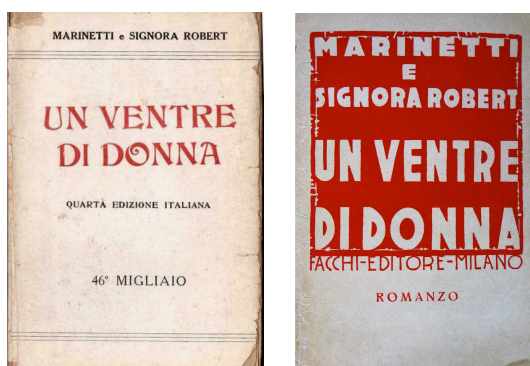 MARINETTI e SIGNORA ROBERT
UN VENTRE
DI DONNA
QUARTA EDIZIONE ITALIANA
46° MIGLIAIO
MARINETTI
E
SIGNORA ROBERT
UN VENTRE
DI DONNA
FACCHI-EDITORE-MILANO
ROMANZO